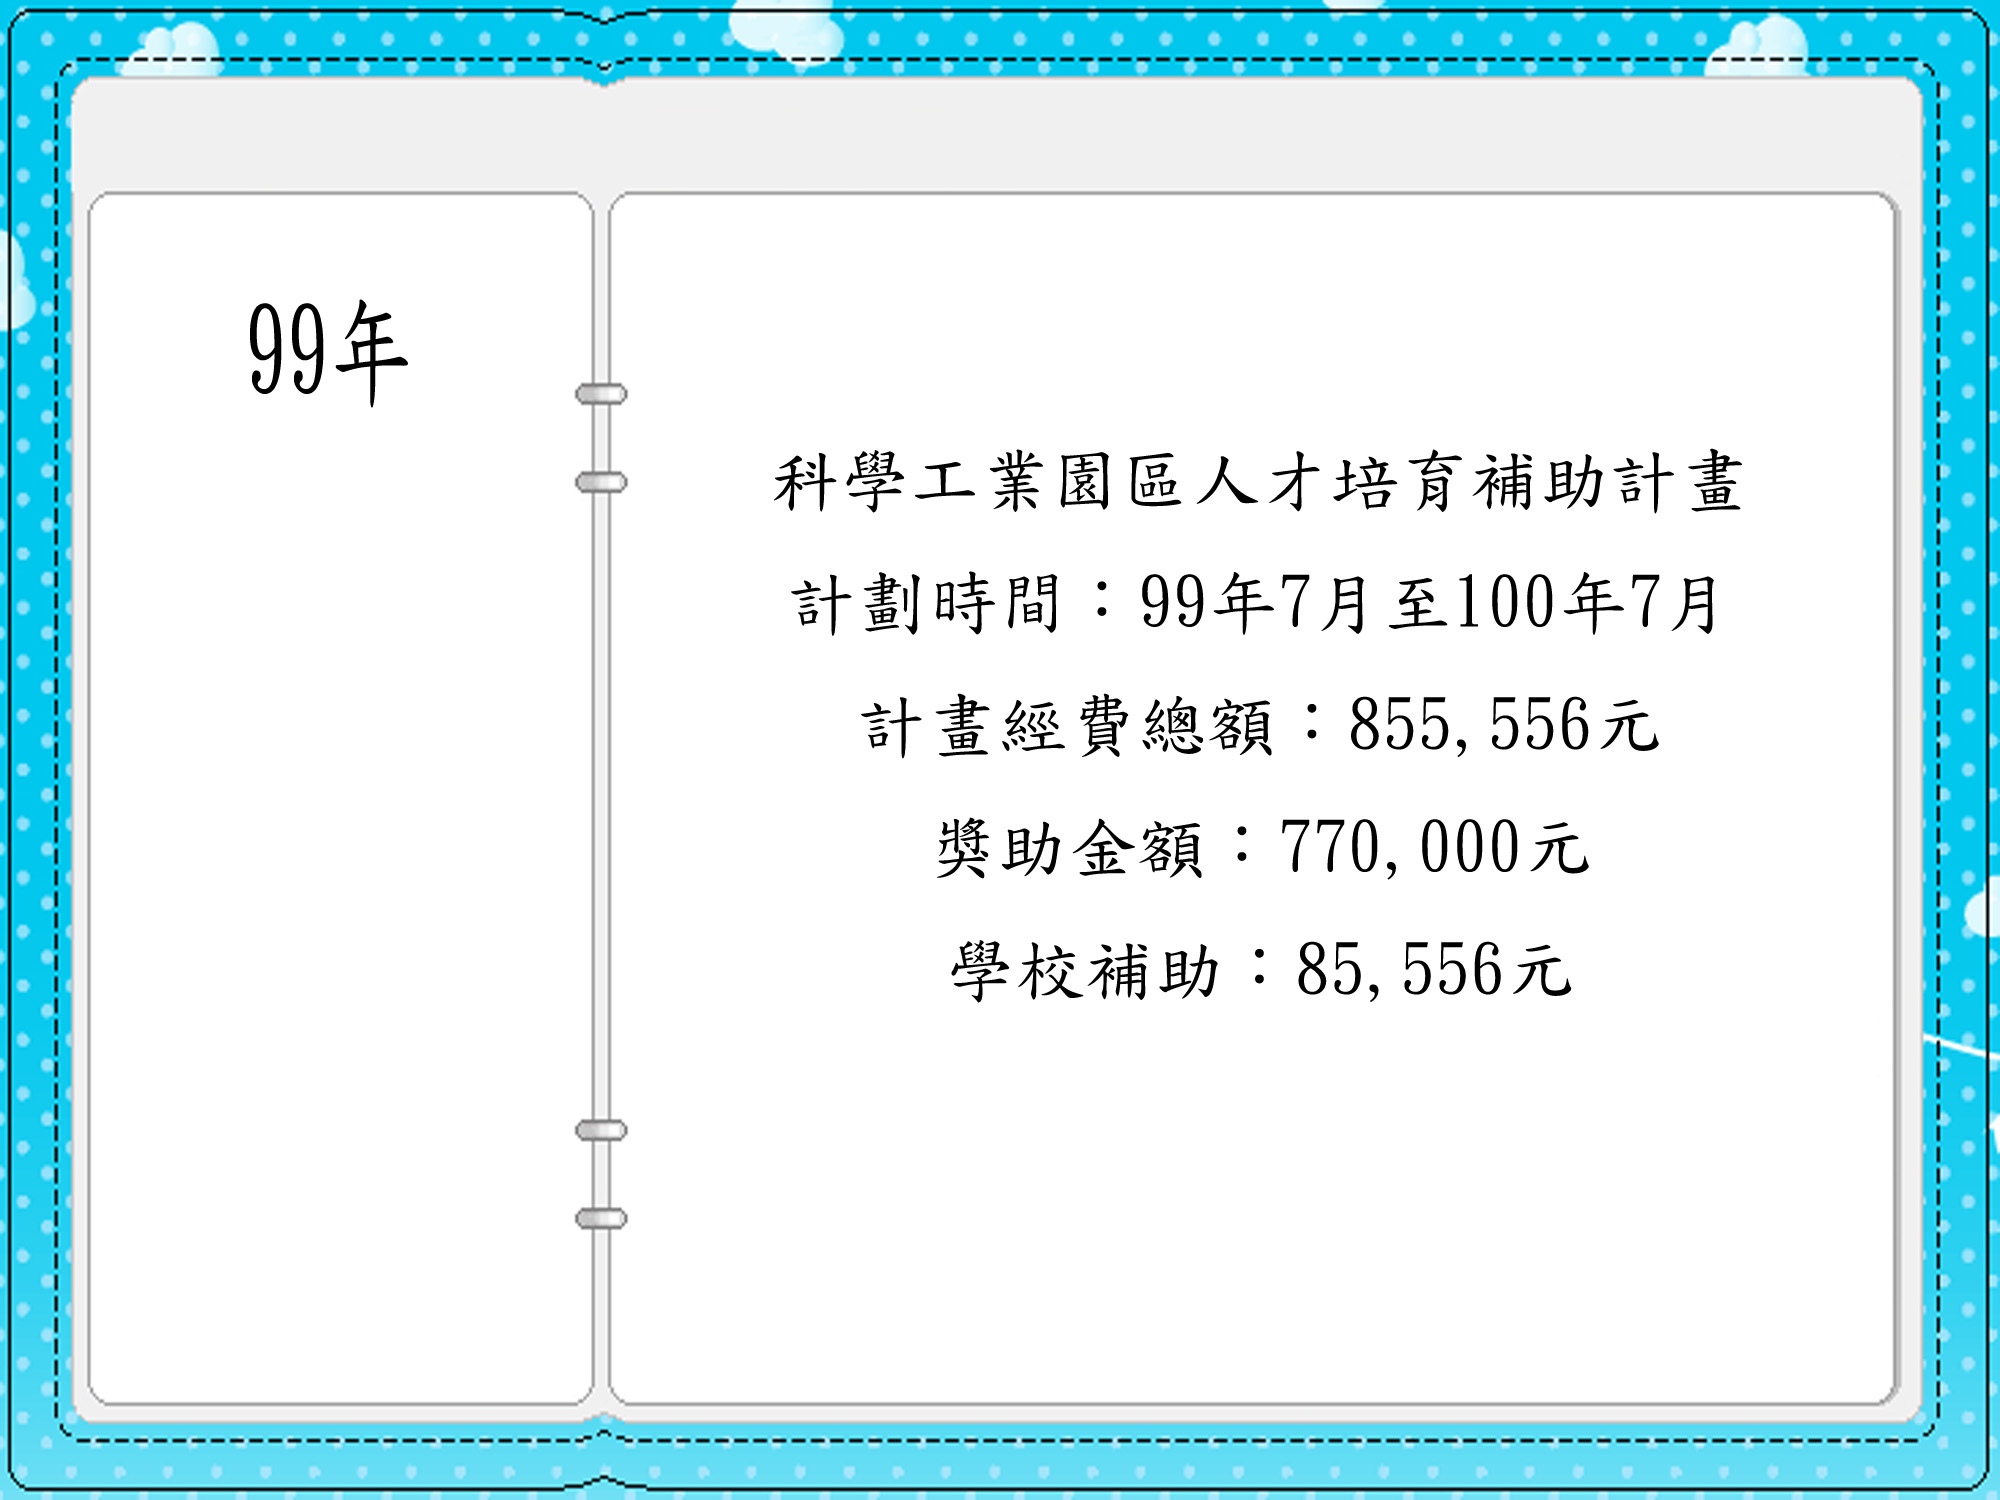 99年
科學工業園區人才培育補助計畫
計劃時間：99年7月至100年7月
計畫經費總額：855,556元
獎助金額：770,000元
學校補助：85,556元